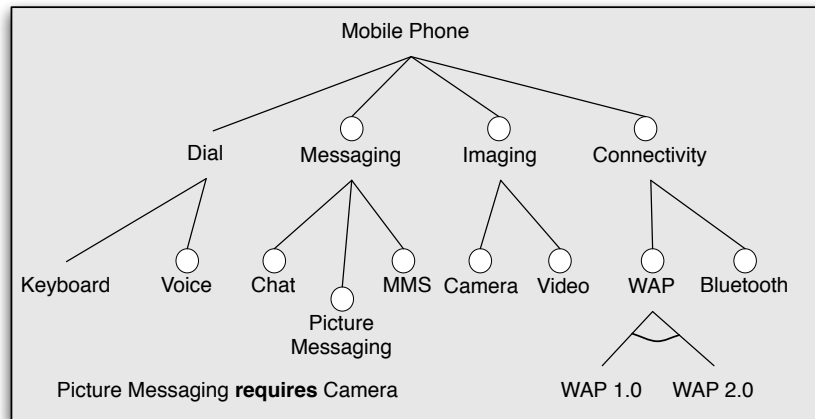 Mobile Phone
Dial
Messaging
Imaging
Connectivity
Keyboard
Voice
Chat
Picture
Messaging
MMS
Camera
Video
WAP
Bluetooth
WAP 1.0
WAP 2.0
Picture Messaging requires Camera